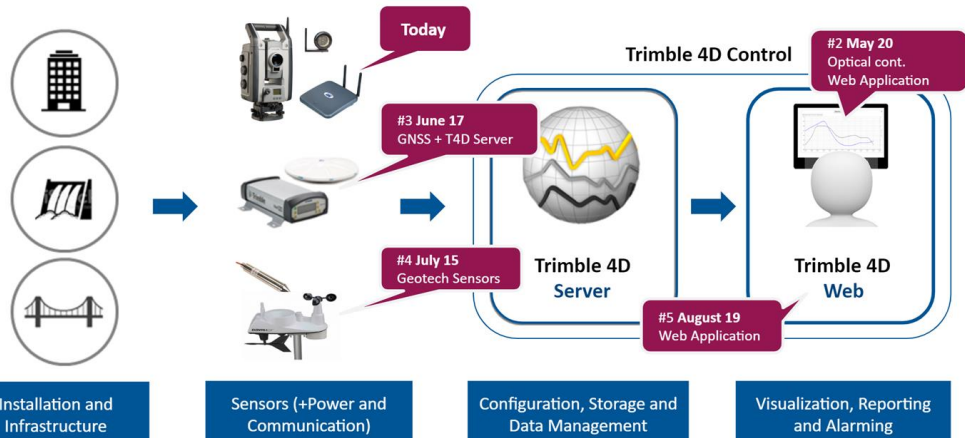 Today
Trimble 4D Control
#2 May 20
Optical cont.
Web Application
#3 June 17
GNSS + T4D Server
#4 July 15
Geotech Sensors
Trimble 4D
Server
Trimble 4D
Web
#5 August 19
Web Application
Installation and
Infrastructure
Sensors (+Power and
Communication)
Configuration, Storage and
Data Management
Visualization, Reporting
and Alarming